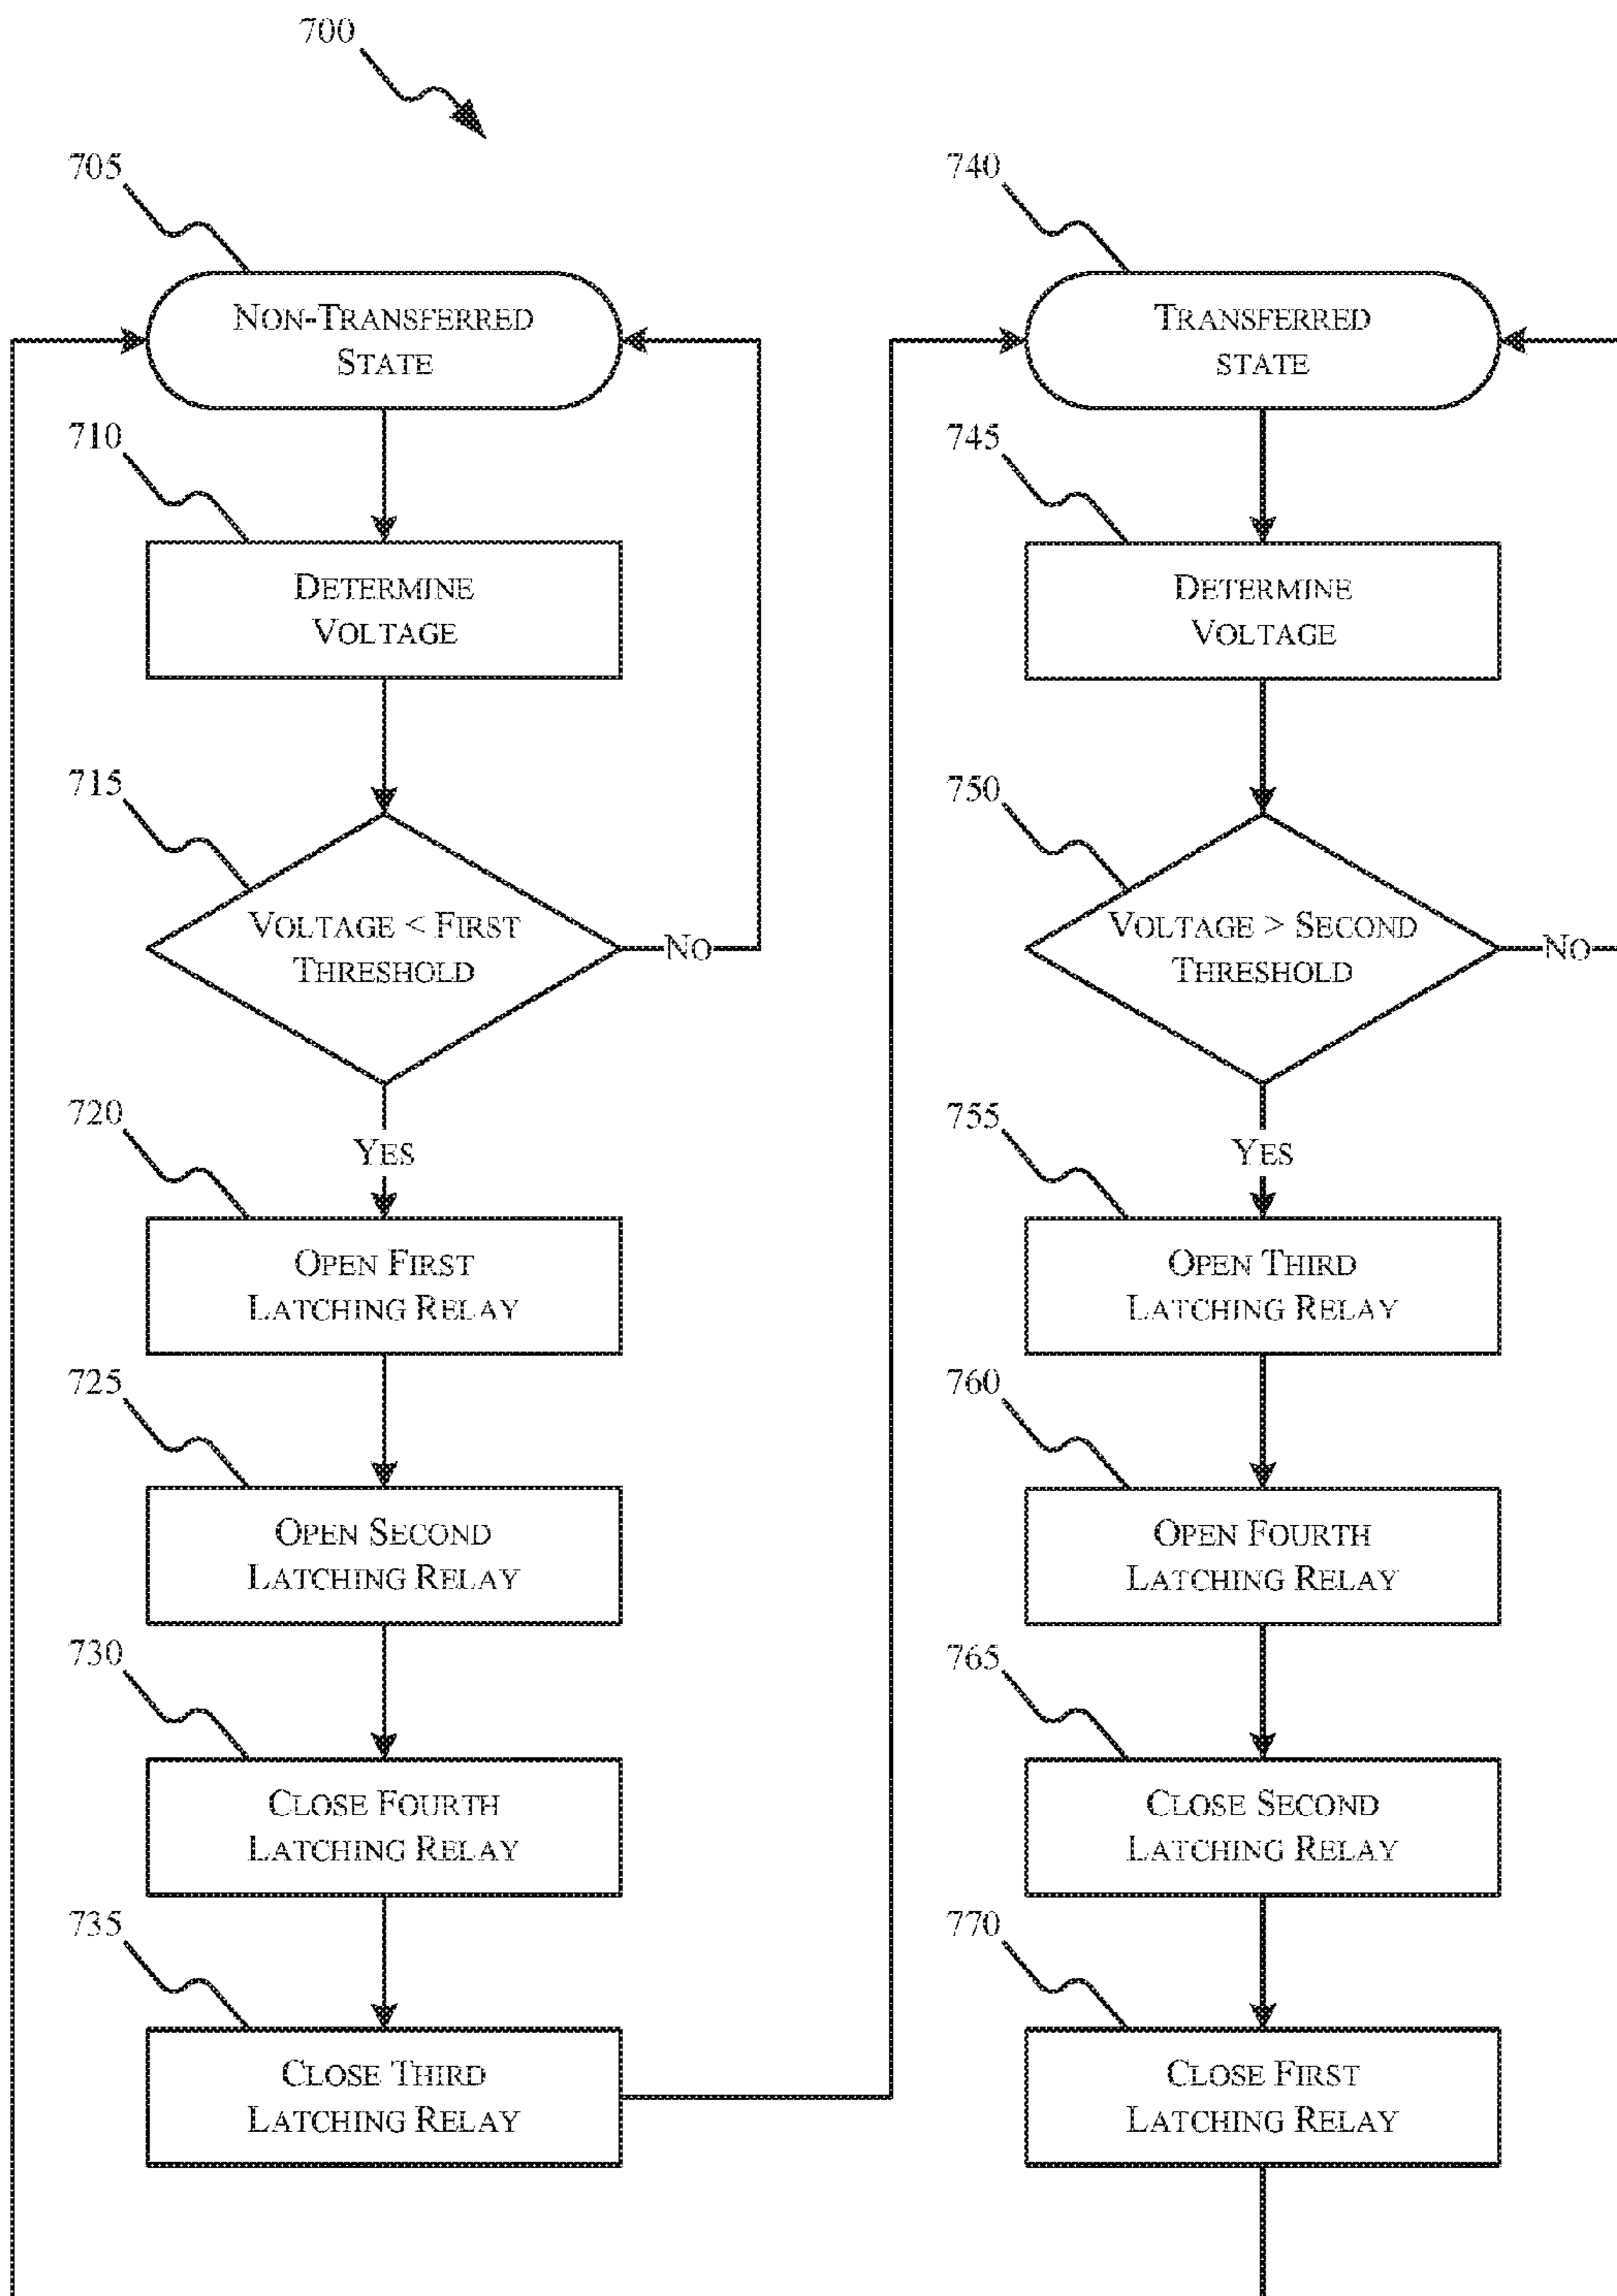 700
705
NON-TRANSFERRED
STATE
710
DETERMINE
VOLTAGE
715
VOLTAGE < FIRST
THRESHOLD
NO
YES
720
OPEN FIRST
LATCHING RELAY
725
OPEN SECOND
LATCHING RELAY
730
CLOSE FOURTH
LATCHING RELAY
735
CLOSE THIRD
LATCHING RELAY
740
TRANSFERRED
STATE
745
DETERMINE
VOLTAGE
750
VOLTAGE > SECOND
THRESHOLD
NO
YES
755
OPEN THIRD
LATCHING RELAY
760
OPEN FOURTH
LATCHING RELAY
765
CLOSE SECOND
LATCHING RELAY
770
CLOSE FIRST
LATCHING RELAY